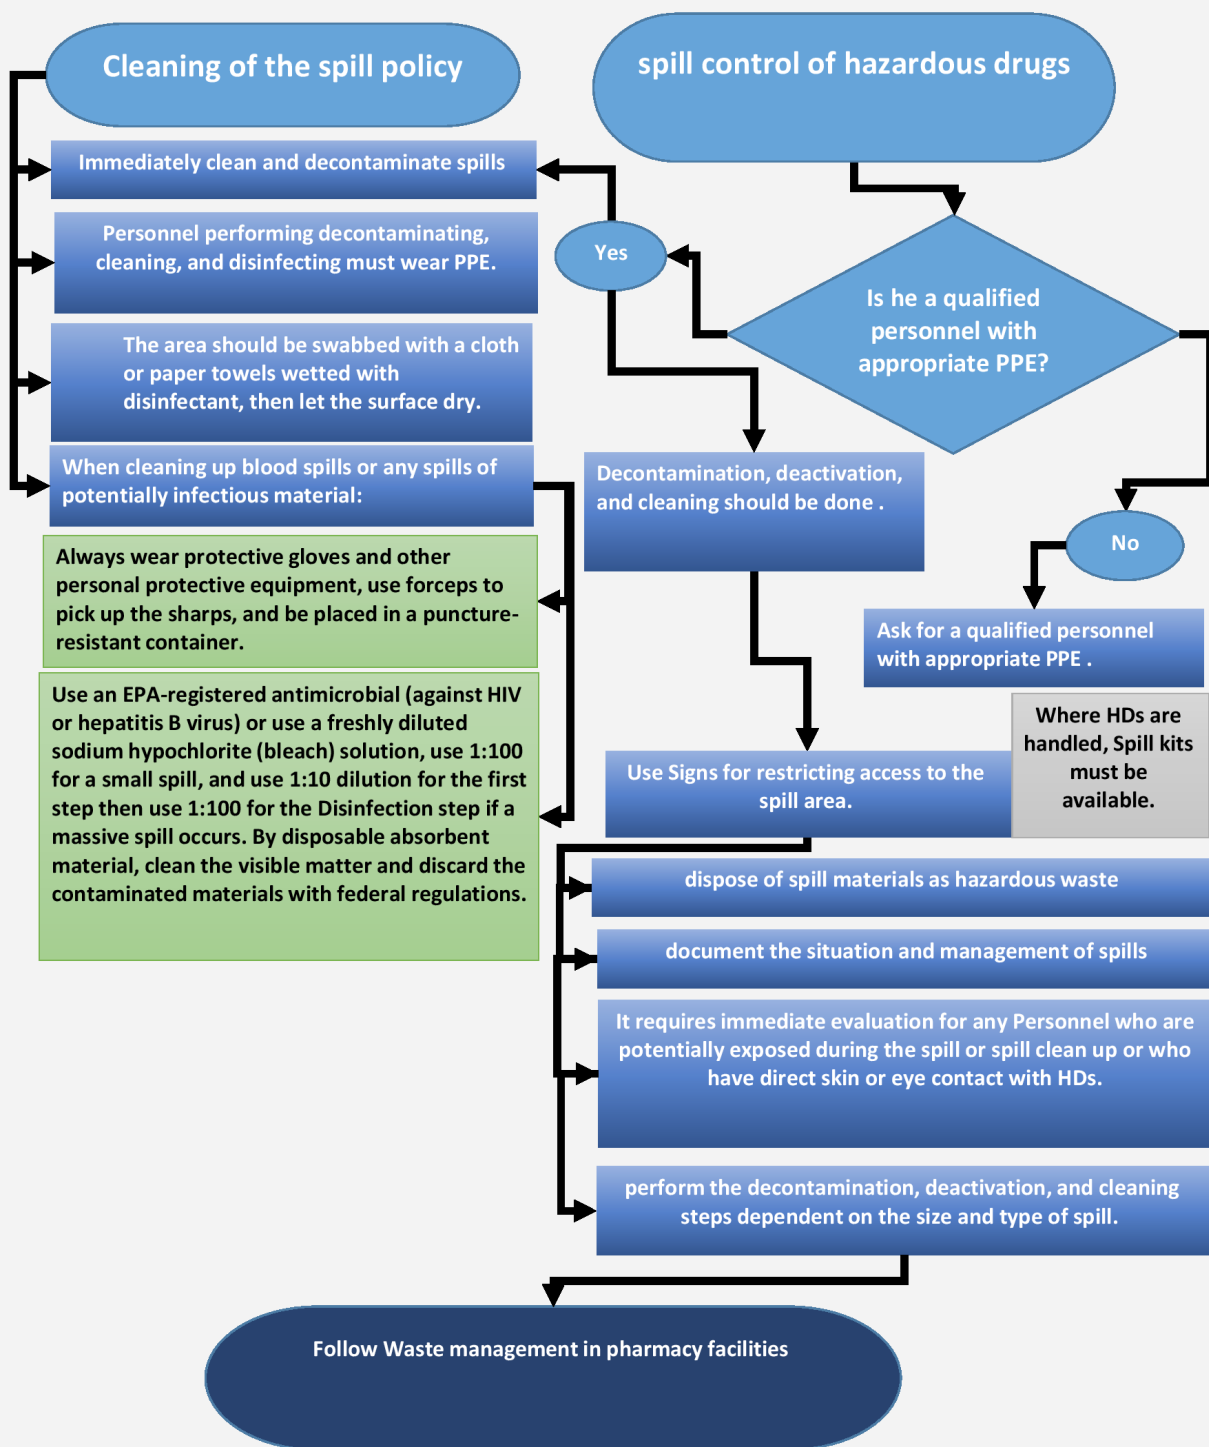 Cleaning of the spill policy
Immediately clean and decontaminate spills
Personnel performing decontaminating,
cleaning, and disinfecting must wear PPE.
The area should be swabbed with a cloth
or paper towels wetted with
disinfectant, then let the surface dry.
When cleaning up blood spills or any spills of
potentially infectious material:
Always wear protective gloves and other
personal protective equipment, use forceps to
pick up the sharps, and be placed in a puncture-
resistant container.
Use an EPA-registered antimicrobial (against HIV
or hepatitis B virus) or use a freshly diluted
sodium hypochlorite (bleach) solution, use 1:100
for a small spill, and use 1:10 dilution for the first
step then use 1:100 for the Disinfection step if a
massive spill occurs. By disposable absorbent
material, clean the visible matter and discard the
contaminated materials with federal regulations.
spill control of hazardous drugs
Is he a qualified
personnel with
appropriate PPE?
Yes
Decontamination, deactivation,
and cleaning should be done .
No
Ask for a qualified personnel
with appropriate PPE .
Where HDs are
handled, Spill kits
must be
available.
Use Signs for restricting access to the
spill area.
dispose of spill materials as hazardous waste
document the situation and management of spills
It requires immediate evaluation for any Personnel who are
potentially exposed during the spill or spill clean up or who
have direct skin or eye contact with HDs.
perform the decontamination, deactivation, and cleaning
steps dependent on the size and type of spill.
Follow Waste management in pharmacy facilities